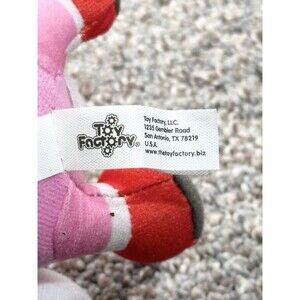 Toy
Factory®
Toy Factory, LLC.
1235 Gembler Road
San Antonio, TX 78219
U.S.A.
www.thetoyfactory.biz